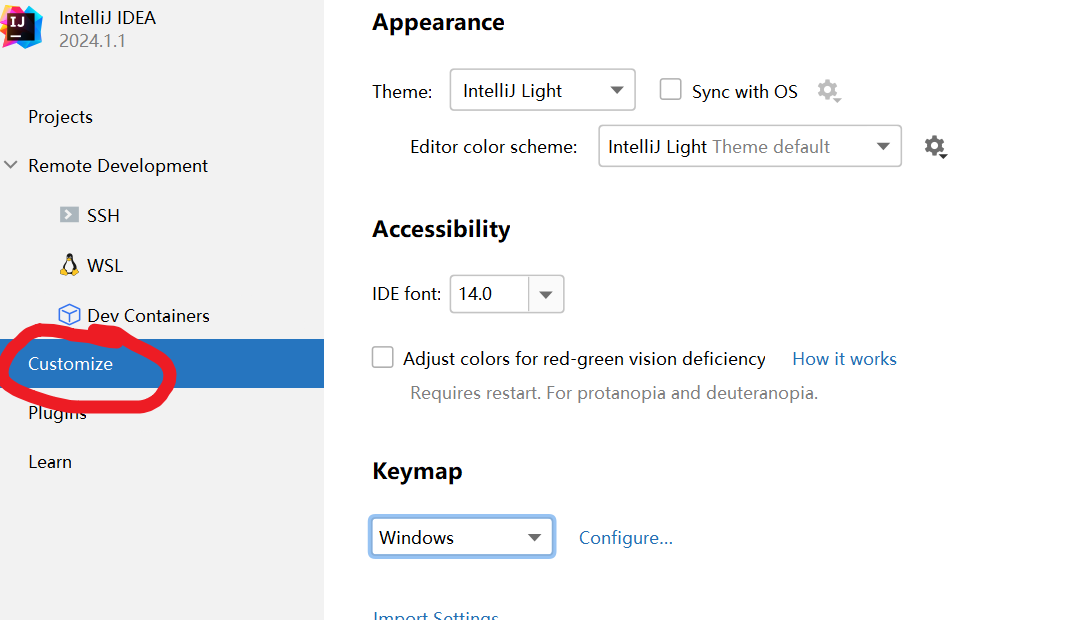 IJ
IntelliJ IDEA
2024.1.1
Projects
Remote Development
SSH
WSL
Dev Containers
Customize
Plugins
Learn
Appearance
Theme: IntelliJ Light Sync with OS
Editor color scheme: IntelliJ Light Theme default
Accessibility
IDE font: 14.0
Adjust colors for red-green vision deficiency How it works
Requires restart. For protanopia and deuteranopia.
Keymap
Windows Configure...
Import Settings